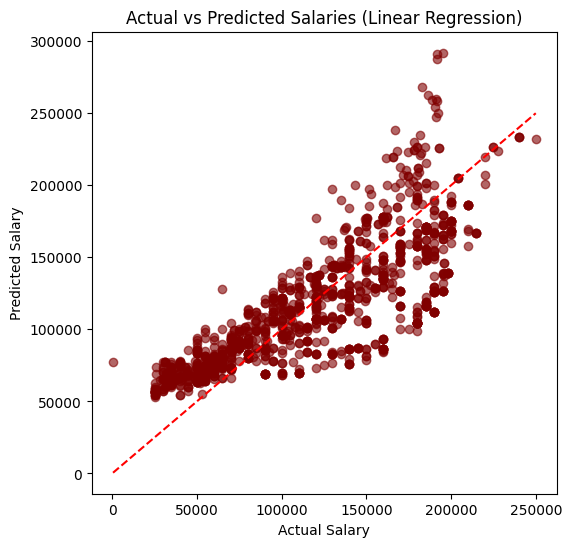 Actual vs Predicted Salaries (Linear Regression)
300000
250000
200000
150000
100000
50000
0
Predicted Salary
0 50000 100000 150000 200000 250000
Actual Salary